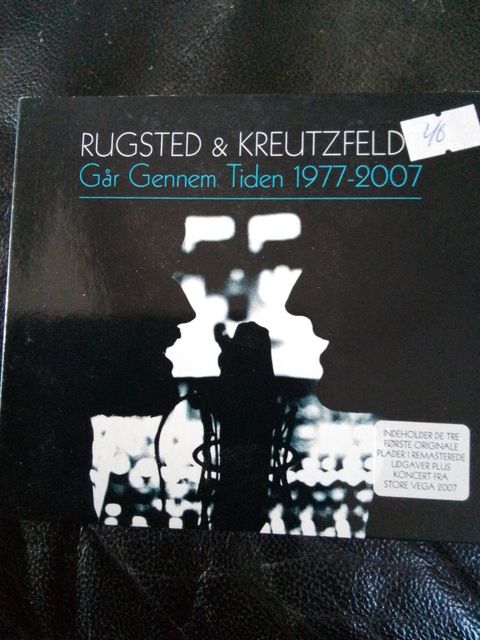 RUGSTED & KREUTZFELD
Går Gennem Tiden 1977-2007
INDEHOLDER DE TRE
FØRSTE ORIGINALE
PLADER I REMASTEREDE
UDGAVER PLUS
KONCERT FRA
STORE VEGA 2007